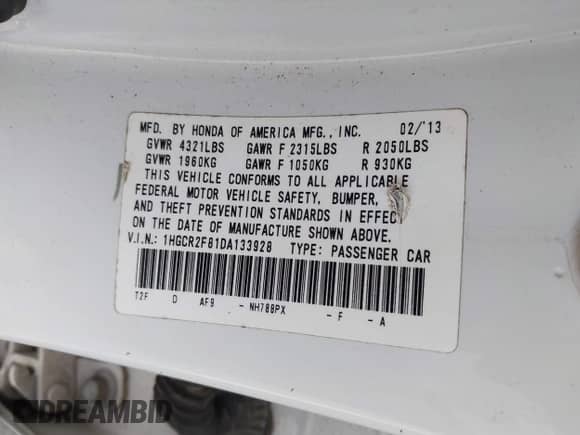 MFD. BY HONDA OF AMERICA MFG., INC. 02/'13
GVWR 4321LBS GAWR F 2315LBS R 2050LBS
GVWR 1960KG GAWR F 1050KG R 930KG
THIS VEHICLE CONFORMS TO ALL APPLICABLE
FEDERAL MOTOR VEHICLE SAFETY, BUMPER,
AND THEFT PREVENTION STANDARDS IN EFFECT
ON THE DATE OF MANUFACTURE SHOWN ABOVE.
V.I.N.: 1HGCR2F81DA133928 TYPE: PASSENGER CAR
T2F D AF9 - NH788PX - F - A
DREAMBID